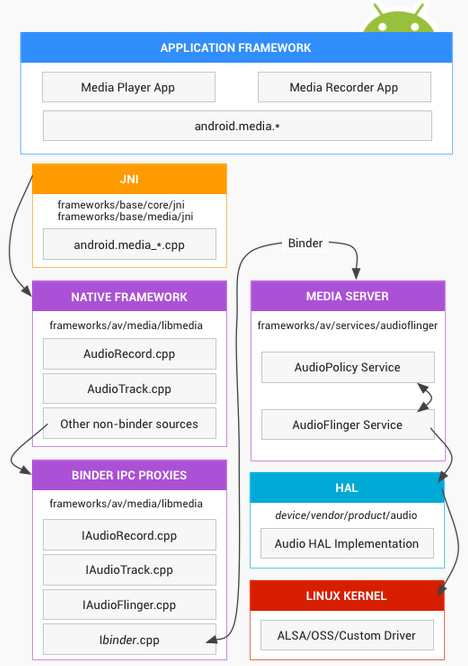 APPLICATION FRAMEWORK
Media Player App
Media Recorder App
android.media.*
JNI
frameworks/base/core/jni
frameworks/base/media/jni
android.media_*.cpp
Binder
NATIVE FRAMEWORK
frameworks/av/media/libmedia
AudioRecord.cpp
AudioTrack.cpp
Other non-binder sources
BINDER IPC PROXIES
frameworks/av/media/libmedia
IAudioRecord.cpp
IAudioTrack.cpp
IAudioFlinger.cpp
Ibinder.cpp
MEDIA SERVER
frameworks/av/services/audioflinger
AudioPolicy Service
AudioFlinger Service
HAL
device/vendor/product/audio
Audio HAL Implementation
LINUX KERNEL
ALSA/OSS/Custom Driver